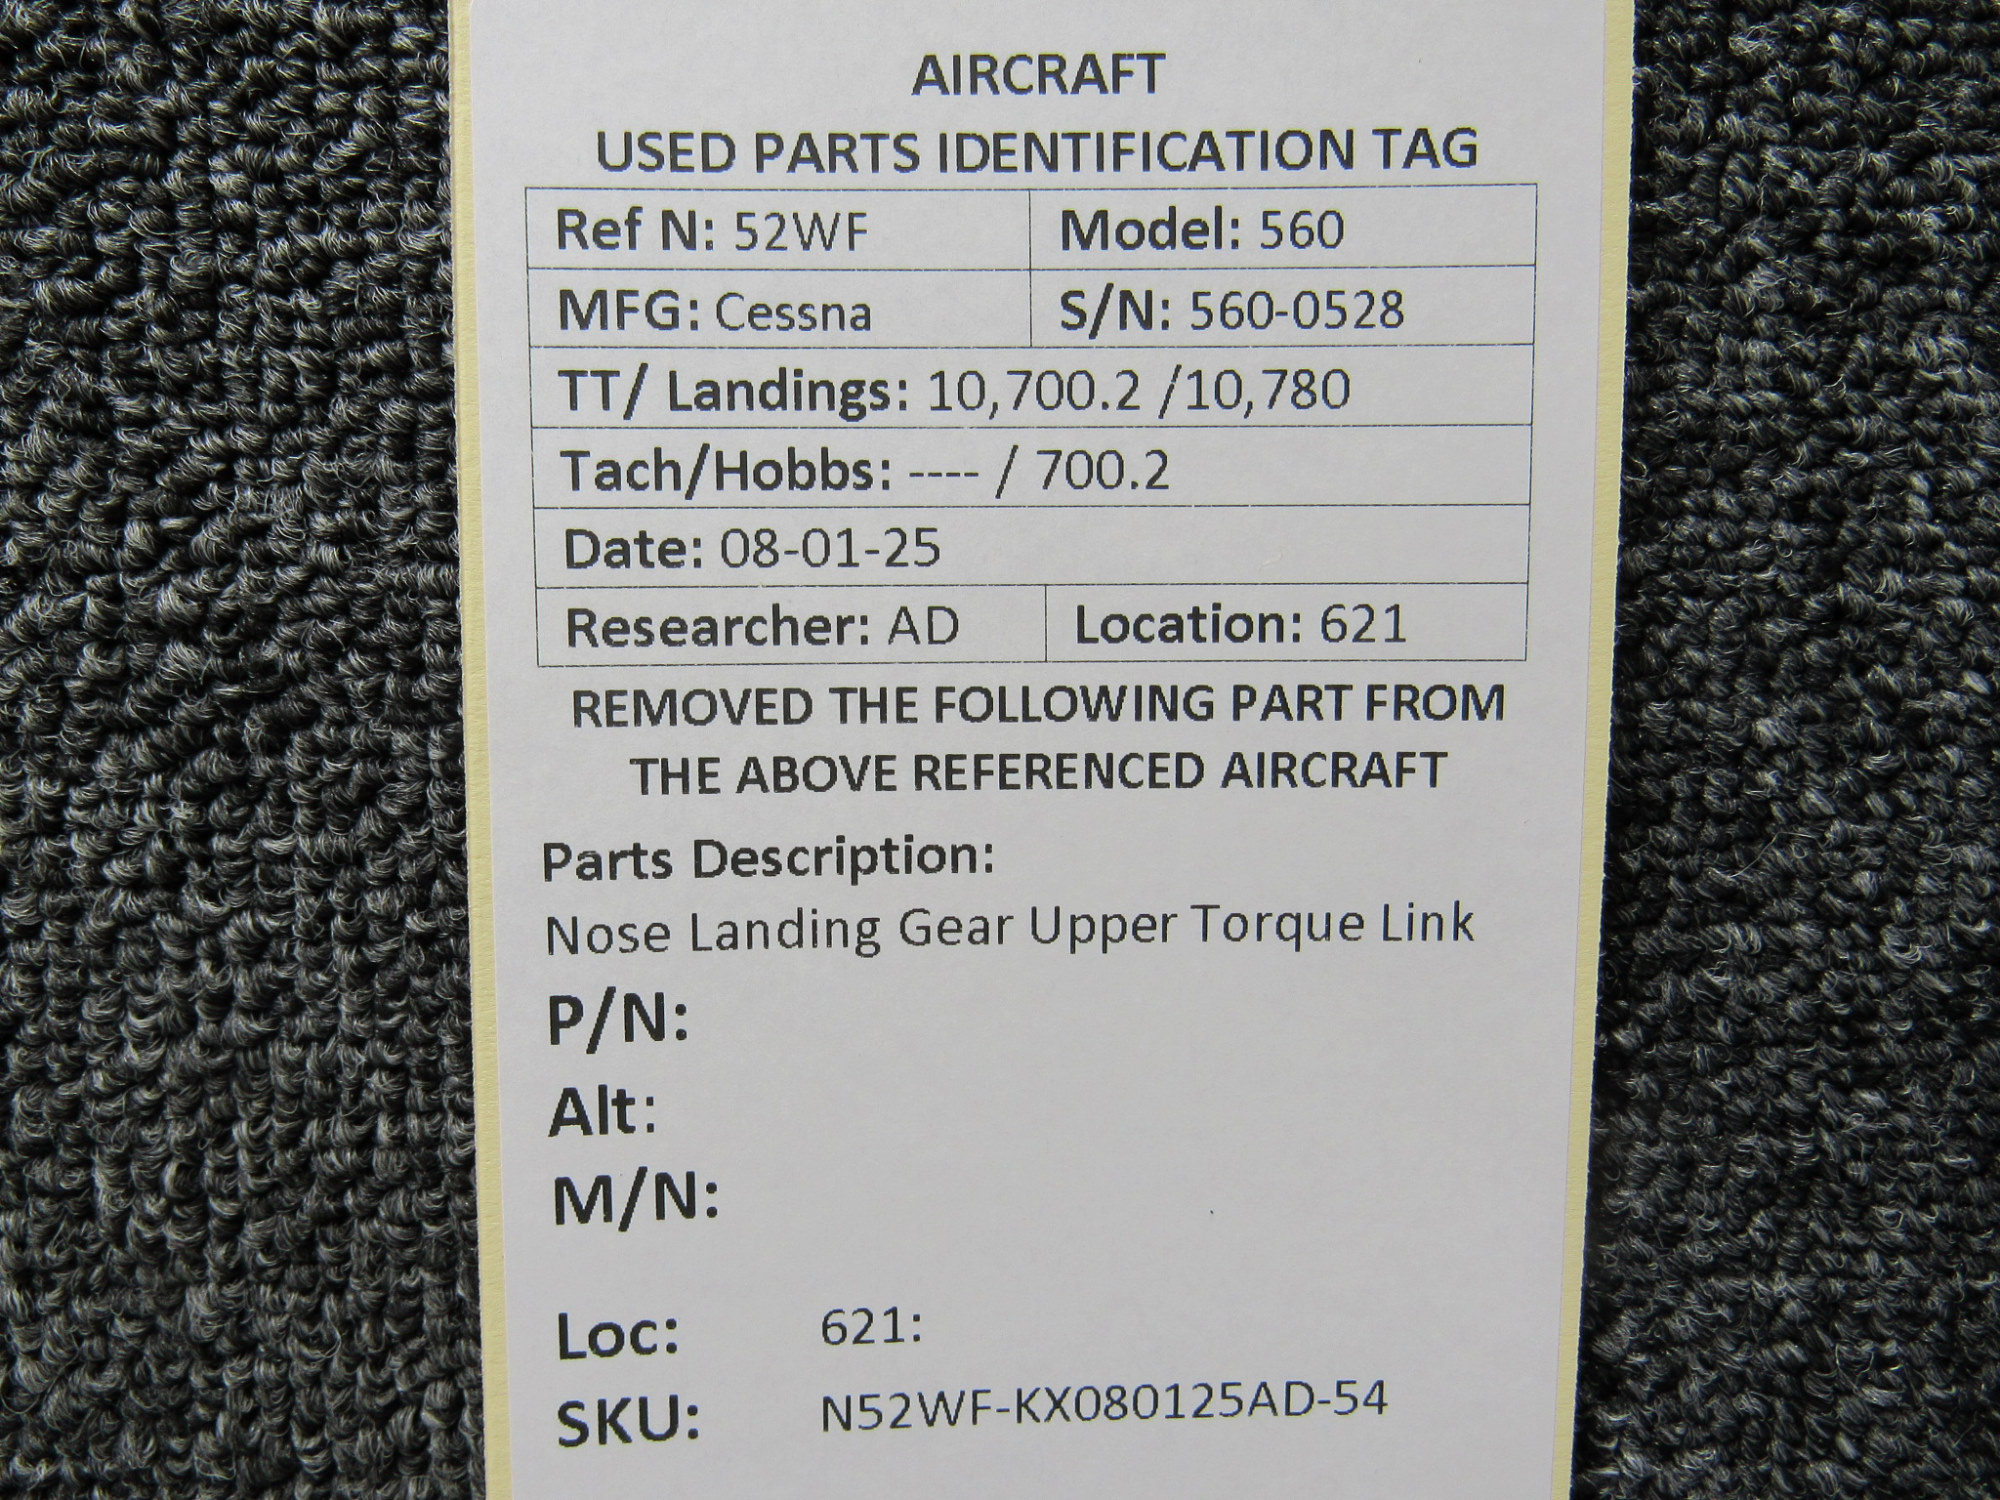 AIRCRAFT
USED PARTS IDENTIFICATION TAG
Ref N: 52WF Model: 560
MFG: Cessna S/N: 560-0528
TT/ Landings: 10,700.2 /10,780
Tach/Hobbs: ---- / 700.2
Date: 08-01-25
Researcher: AD Location: 621
REMOVED THE FOLLOWING PART FROM
THE ABOVE REFERENCED AIRCRAFT
Parts Description:
Nose Landing Gear Upper Torque Link
P/N:
Alt:
M/N:
Loc: 621:
SKU: N52WF-KX080125AD-54